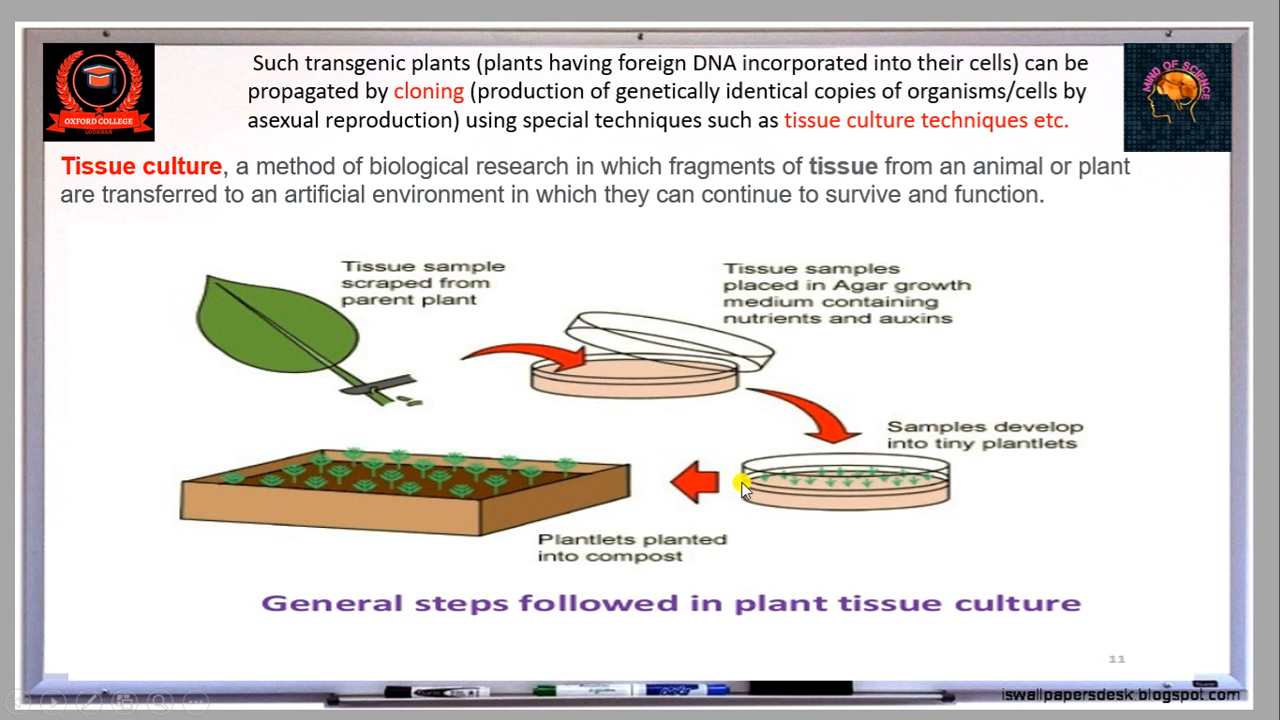 Such transgenic plants (plants having foreign DNA incorporated into their cells) can be
propagated by cloning (production of genetically identical copies of organisms/cells by
asexual reproduction) using special techniques such as tissue culture techniques etc.
OXFORD COLLEGE
LODHRAN
MIND OF SCIENCE
Tissue culture, a method of biological research in which fragments of tissue from an animal or plant
are transferred to an artificial environment in which they can continue to survive and function.
Tissue sample
scraped from
parent plant
Tissue samples
placed in Agar growth
medium containing
nutrients and auxins
Samples develop
into tiny plantlets
Plantlets planted
into compost
General steps followed in plant tissue culture
11
iswallpapersdesk.blogspot.com